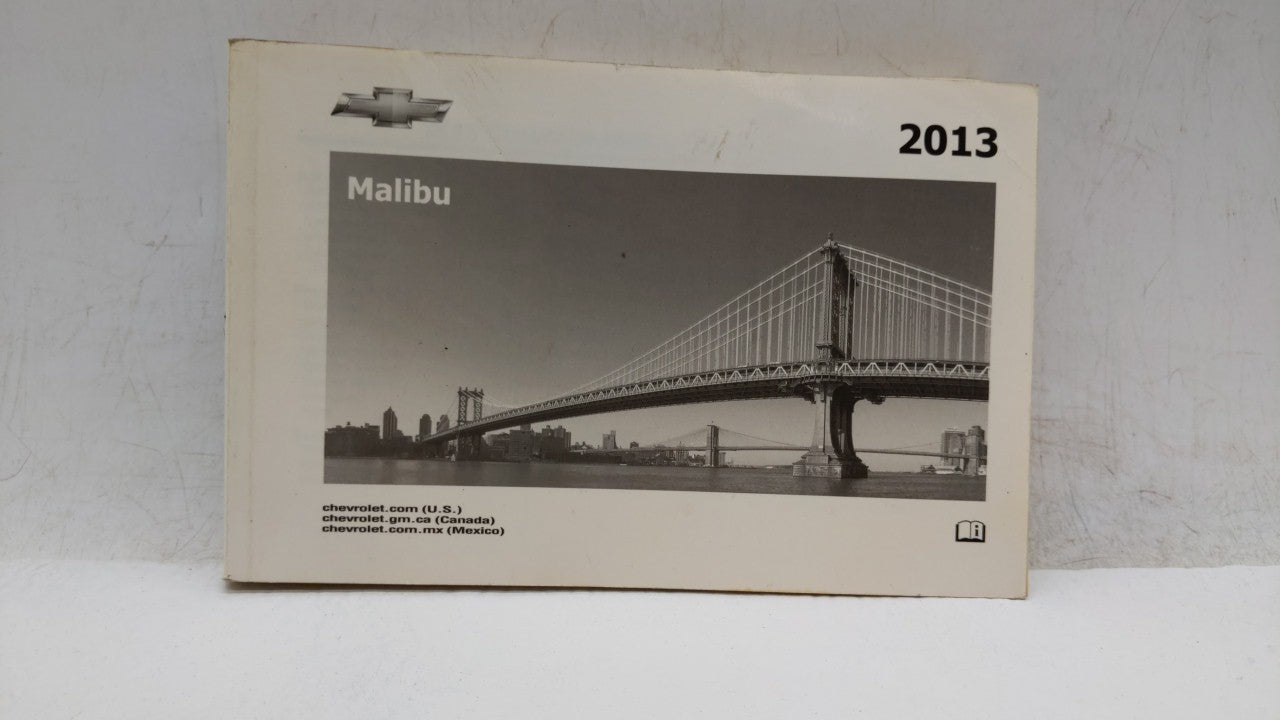 2013
Malibu
chevrolet.com (U.S.)
chevrolet.gm.ca (Canada)
chevrolet.com.mx (Mexico)
i